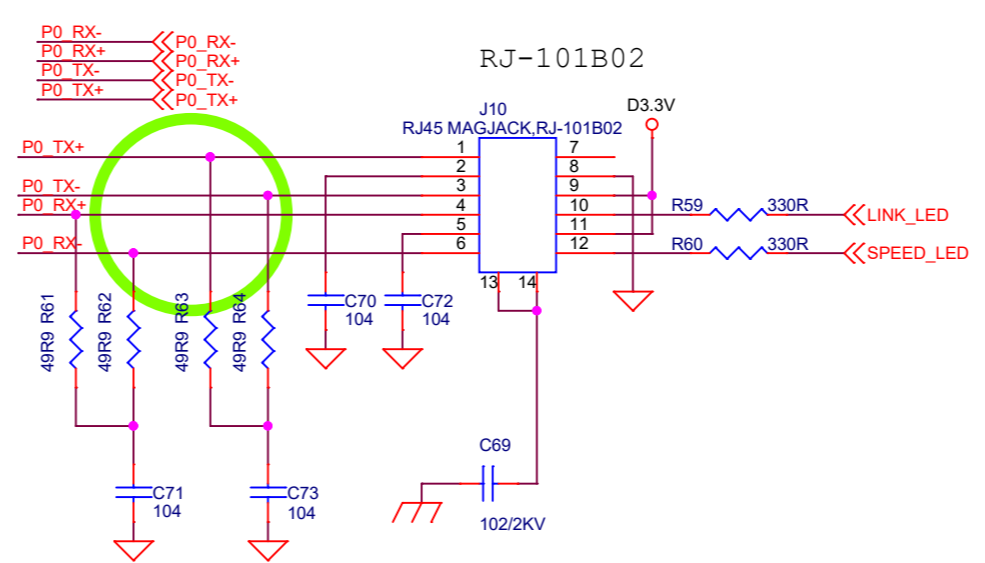 P0_RX-
P0_RX-
P0_RX+
P0_RX+
P0_TX-
P0_TX-
P0_TX+
P0_TX+
RJ-101B02
J10
RJ45 MAGJACK,RJ-101B02
D3.3V
P0_TX+
1
7
2
8
P0_TX-
3
9
P0_RX+
4
10
R59
330R
LINK_LED
5
11
P0_RX-
6
12
R60
330R
SPEED_LED
13
14
49R9 R61
49R9 R62
49R9 R63
49R9 R64
C70
104
C72
104
C69
102/2KV
C71
104
C73
104